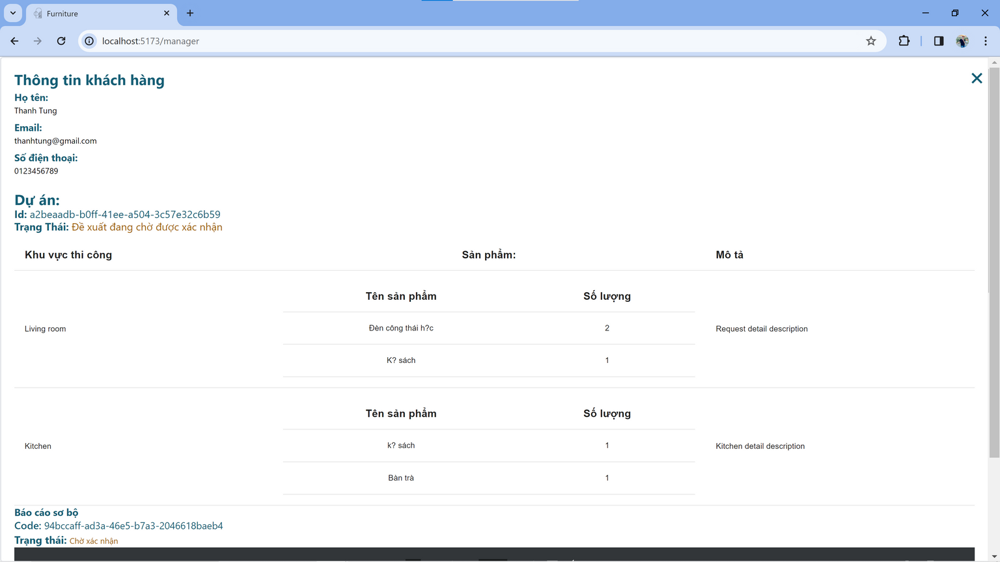 Furniture
localhost:5173/manager
Thông tin khách hàng
Họ tên:
Thanh Tung
Email:
thanhtung@gmail.com
Số điện thoại:
0123456789
Dự án:
Id: a2beaadb-b0ff-41ee-a504-3c57e32c6b59
Trạng Thái: Đề xuất đang chờ được xác nhận
Khu vực thi công Sản phẩm: Mô tả
Tên sản phẩm Số lượng
Đèn công thái h?c 2
Living room Request detail description
K? sách 1
Tên sản phẩm Số lượng
k? sách 1
Kitchen Kitchen detail description
Bàn trà 1
Báo cáo sơ bộ
Code: 94bccaff-ad3a-46e5-b7a3-2046618baeb4
Trạng thái: Chờ xác nhận